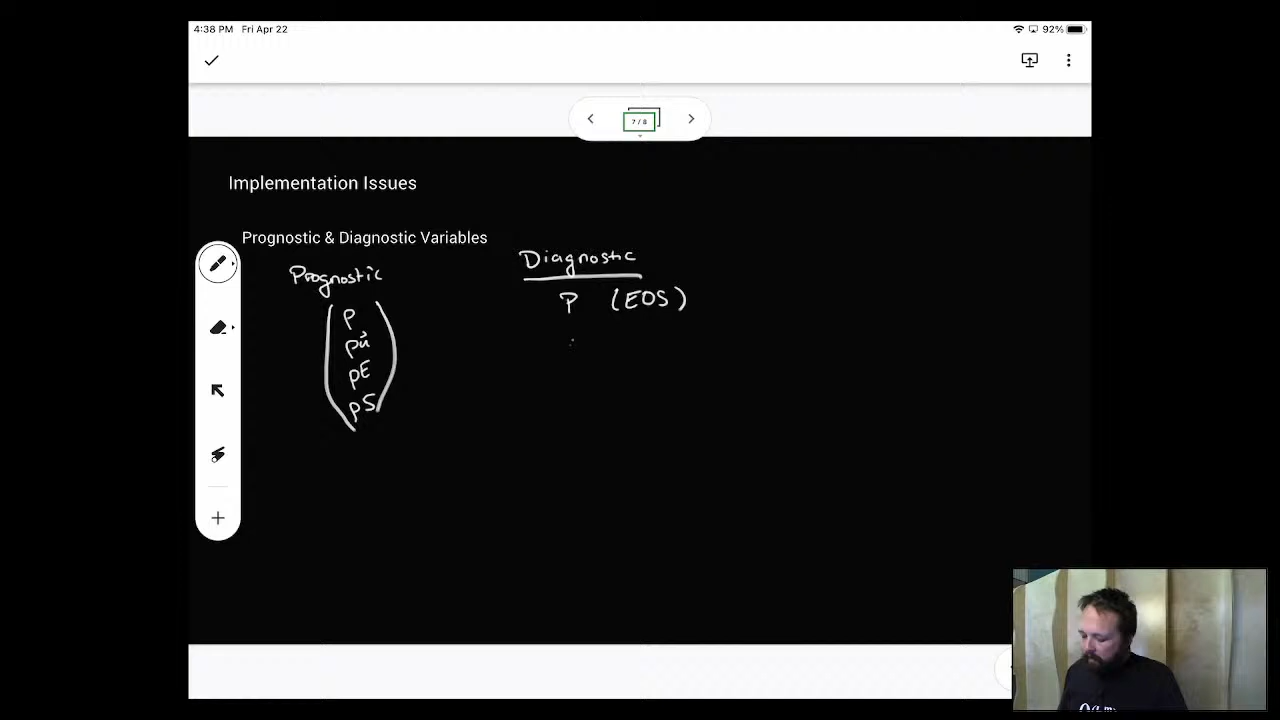 4:38 PM Fri Apr 22
92%
7 / 8
Implementation Issues
Prognostic & Diagnostic Variables
Prognostic
ρ
ρu⃗
ρE
ρS
Diagnostic
P (EOS)